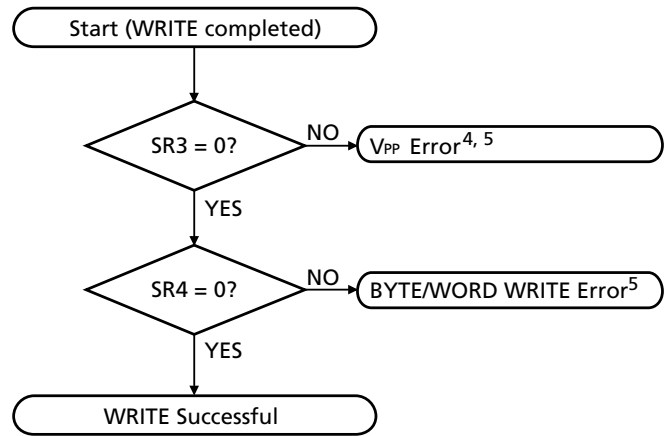 Start (WRITE completed)
SR3 = 0?
NO
VPP Error4, 5
YES
SR4 = 0?
NO
BYTE/WORD WRITE Error5
YES
WRITE Successful